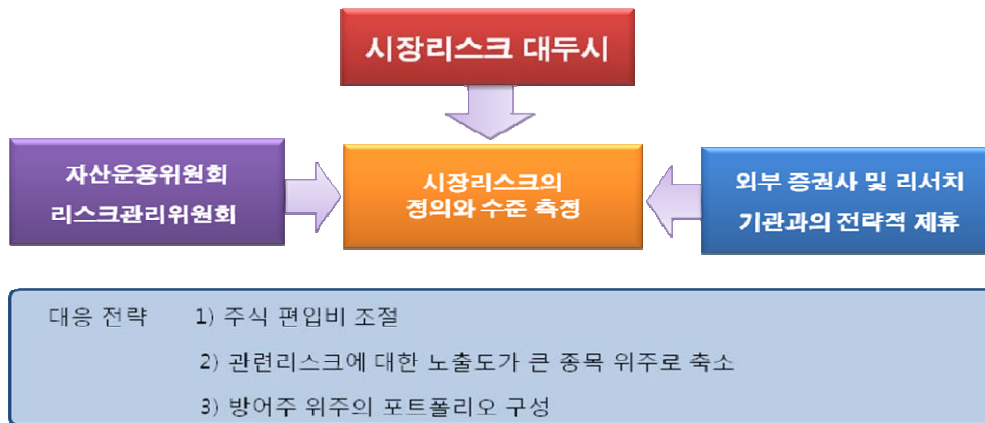 시장리스크 대두시
자산운용위원회
리스크관리위원회
시장리스크의
정의와 수준 측정
외부 증권사 및 리서치
기관과의 전략적 제휴
대응 전략 1) 주식 편입비 조절
2) 관련리스크에 대한 노출도가 큰 종목 위주로 축소
3) 방어주 위주의 포트폴리오 구성